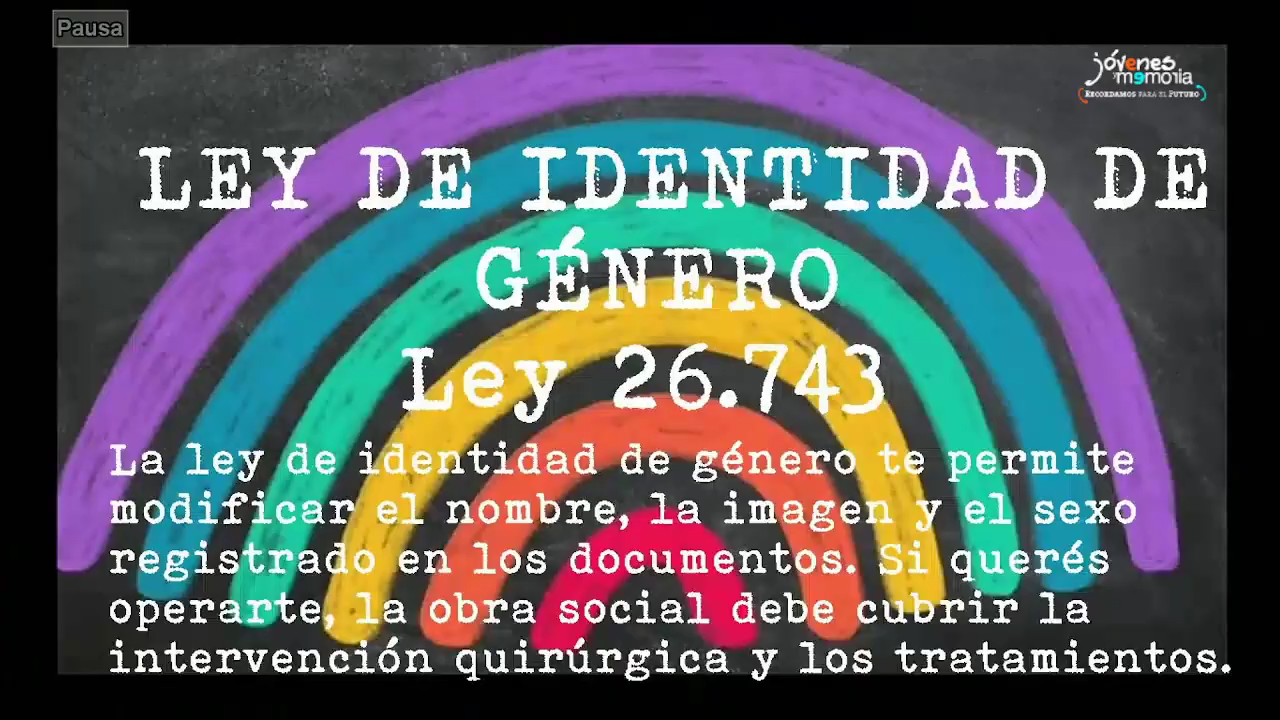 Pausa
jóvenes
y memoria
RECORDAMOS PARA EL FUTURO
LEY DE IDENTIDAD DE
GÉNERO
Ley 26.743
La ley de identidad de género te permite
modificar el nombre, la imagen y el sexo
registrado en los documentos. Si querés
operarte, la obra social debe cubrir la
intervención quirúrgica y los tratamientos.